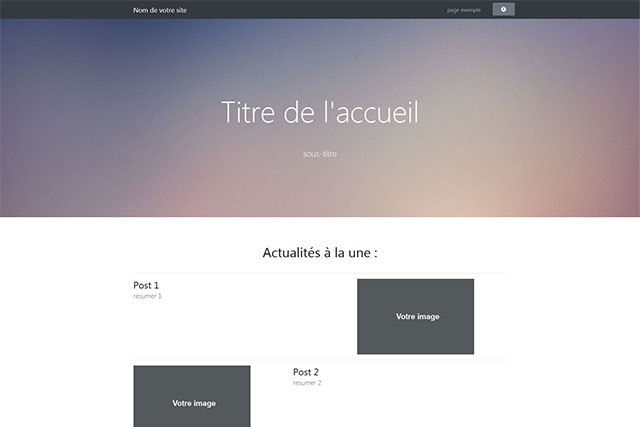 Nom de votre site
page exemple
Titre de l'accueil
sous-titre
Actualités à la une :
Post 1
resumer 1
Votre image
Post 2
resumer 2
Votre image